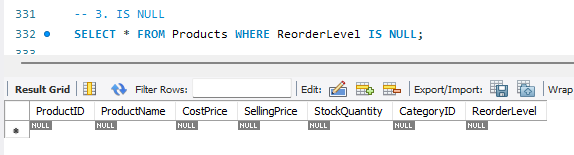 331 -- 3. IS NULL
332 SELECT * FROM Products WHERE ReorderLevel IS NULL;
Result Grid Filter Rows: Edit: Export/Import: Wrap
ProductID ProductName CostPrice SellingPrice StockQuantity CategoryID ReorderLevel
* NULL NULL NULL NULL NULL NULL NULL